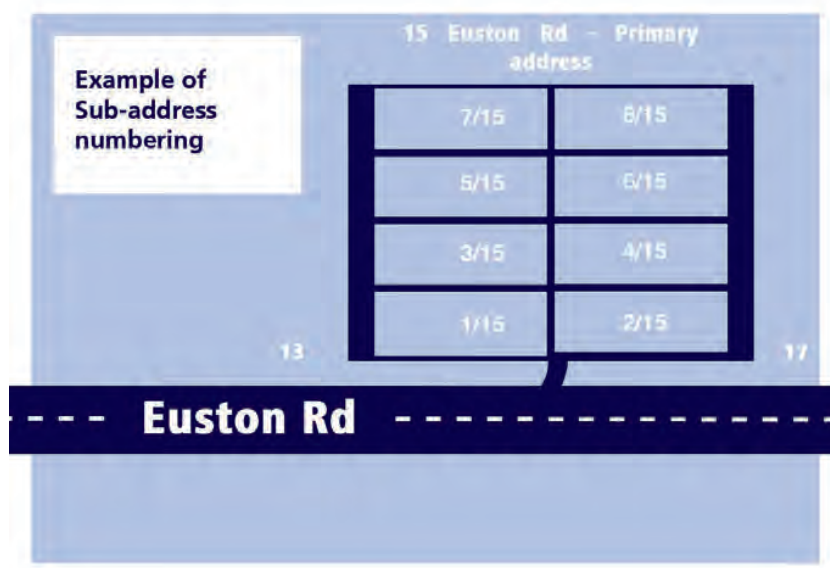 15 Euston Rd - Primary
address
Example of
Sub-address
numbering
7/15 8/15
5/15 6/15
3/15 4/15
1/15 2/15
13 17
Euston Rd